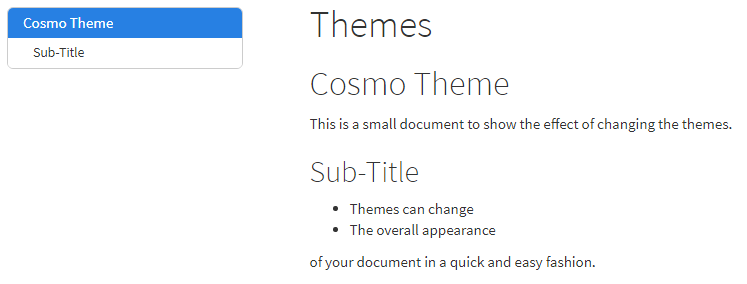 Cosmo Theme
Sub-Title
Themes
Cosmo Theme
This is a small document to show the effect of changing the themes.
Sub-Title
Themes can change
The overall appearance
of your document in a quick and easy fashion.